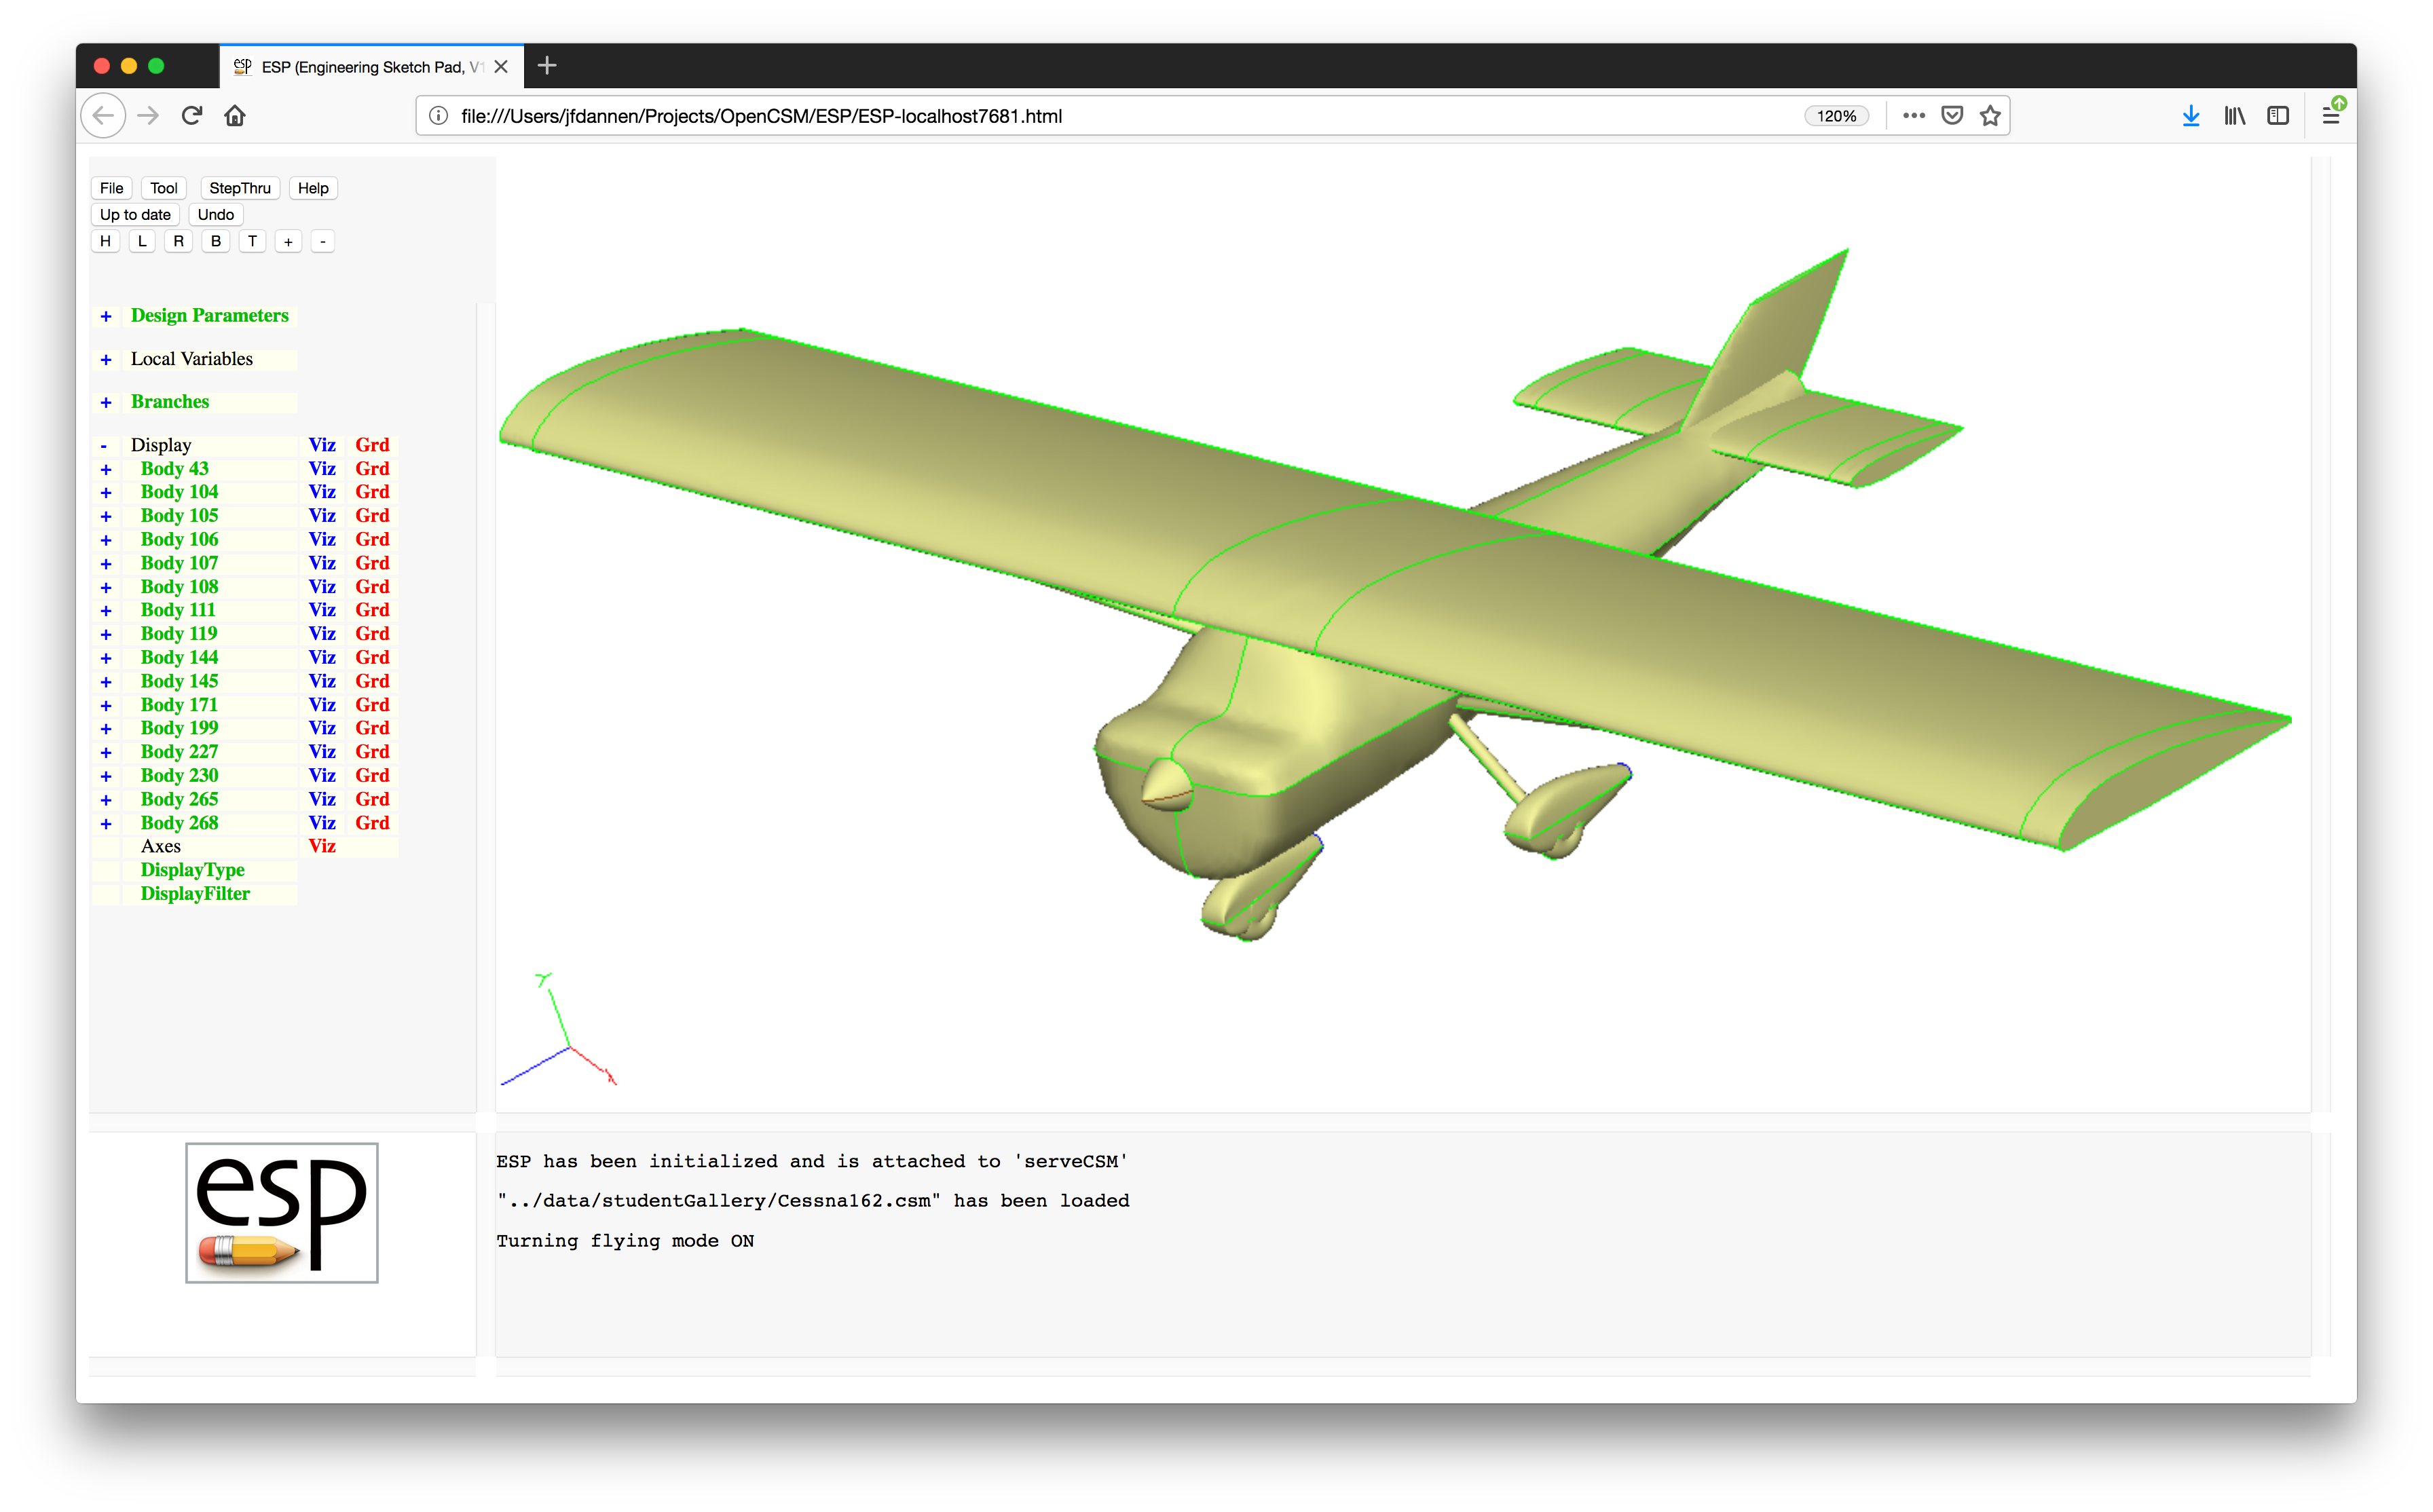 esp ESP (Engineering Sketch Pad, V1
file:///Users/jfdannen/Projects/OpenCSM/ESP/ESP-localhost7681.html 120%
File Tool StepThru Help
Up to date Undo
H L R B T + -
+ Design Parameters
+ Local Variables
+ Branches
- Display Viz Grd
+ Body 43 Viz Grd
+ Body 104 Viz Grd
+ Body 105 Viz Grd
+ Body 106 Viz Grd
+ Body 107 Viz Grd
+ Body 108 Viz Grd
+ Body 111 Viz Grd
+ Body 119 Viz Grd
+ Body 144 Viz Grd
+ Body 145 Viz Grd
+ Body 171 Viz Grd
+ Body 199 Viz Grd
+ Body 227 Viz Grd
+ Body 230 Viz Grd
+ Body 265 Viz Grd
+ Body 268 Viz Grd
Axes Viz
DisplayType
DisplayFilter
Y
X
esp
ESP has been initialized and is attached to 'serveCSM'
"../data/studentGallery/Cessna162.csm" has been loaded
Turning flying mode ON